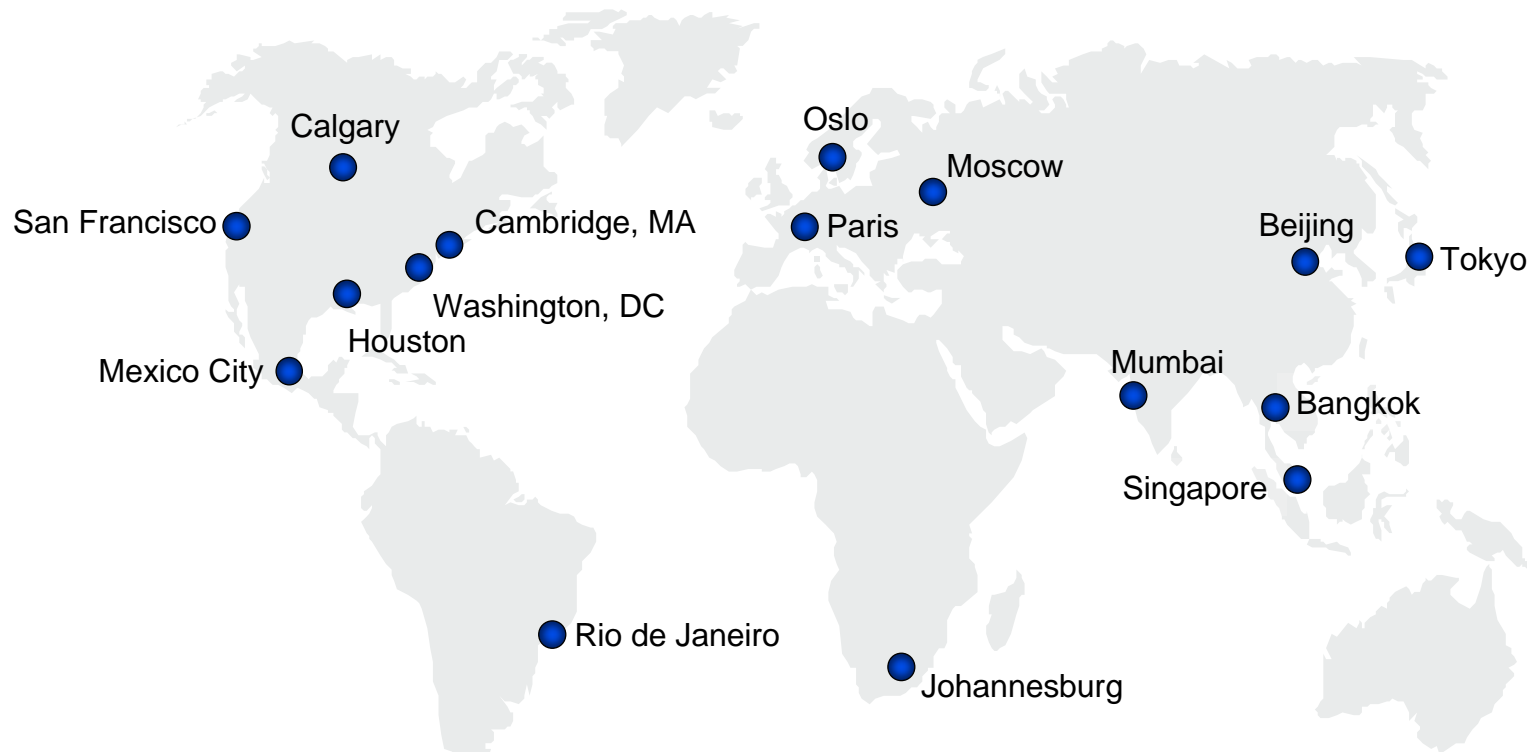 Calgary
Oslo
Moscow
San Francisco
Cambridge, MA
Paris
Beijing
Tokyo
Washington, DC
Houston
Mexico City
Mumbai
Bangkok
Singapore
Rio de Janeiro
Johannesburg